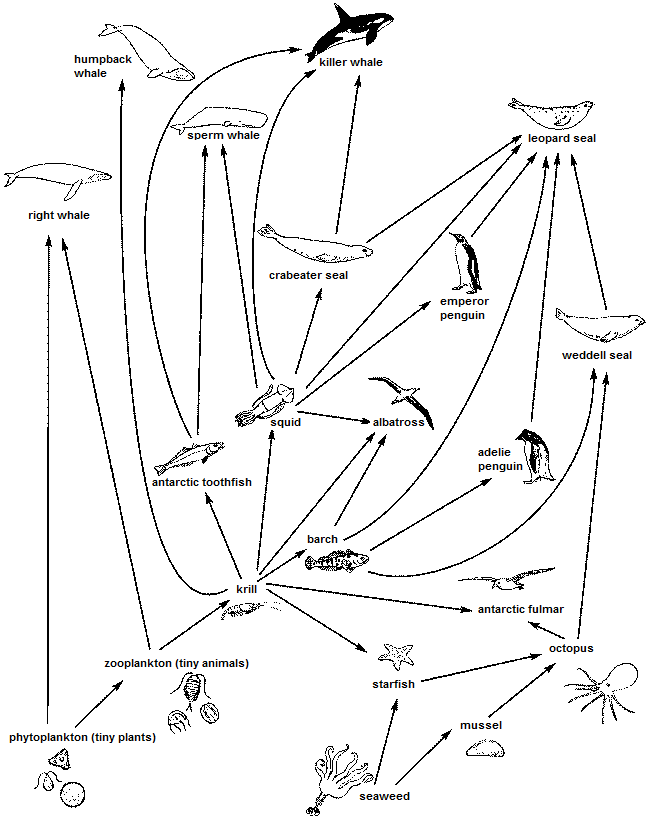 humpback
whale
killer whale
sperm whale
leopard seal
right whale
crabeater seal
emperor
penguin
weddell seal
squid
albatross
adelie
penguin
antarctic toothfish
barch
krill
antarctic fulmar
octopus
zooplankton (tiny animals)
starfish
mussel
phytoplankton (tiny plants)
seaweed